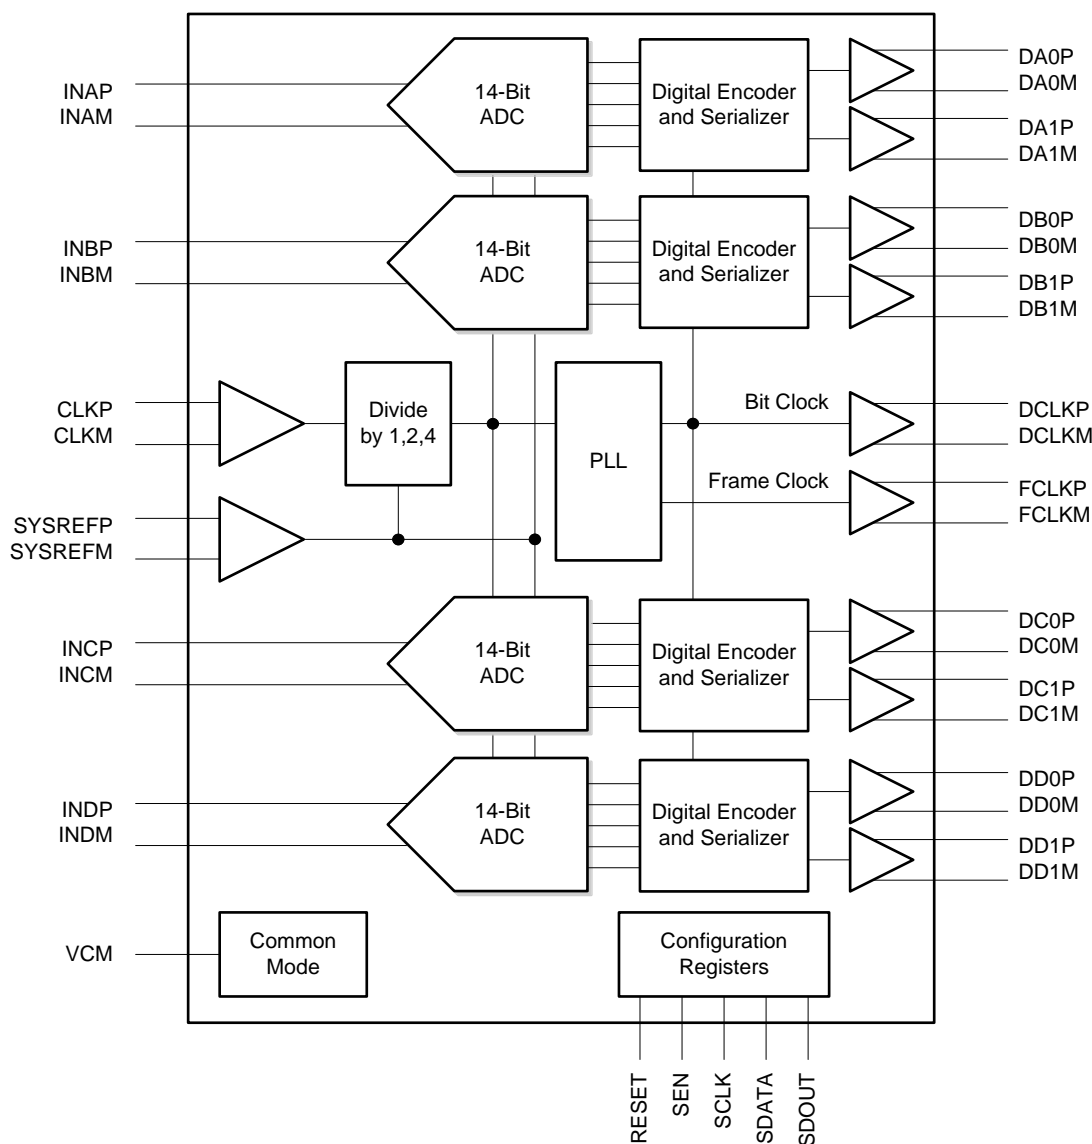 INAP
INAM
14-Bit
ADC
Digital Encoder
and Serializer
DA0P
DA0M
DA1P
DA1M
INBP
INBM
14-Bit
ADC
Digital Encoder
and Serializer
DB0P
DB0M
DB1P
DB1M
CLKP
CLKM
Divide
by 1,2,4
PLL
Bit Clock
DCLKP
DCLKM
SYSREFP
SYSREFM
Frame Clock
FCLKP
FCLKM
INCP
INCM
14-Bit
ADC
Digital Encoder
and Serializer
DC0P
DC0M
DC1P
DC1M
INDP
INDM
14-Bit
ADC
Digital Encoder
and Serializer
DD0P
DD0M
DD1P
DD1M
VCM
Common
Mode
Configuration
Registers
RESET
SEN
SCLK
SDATA
SDOUT